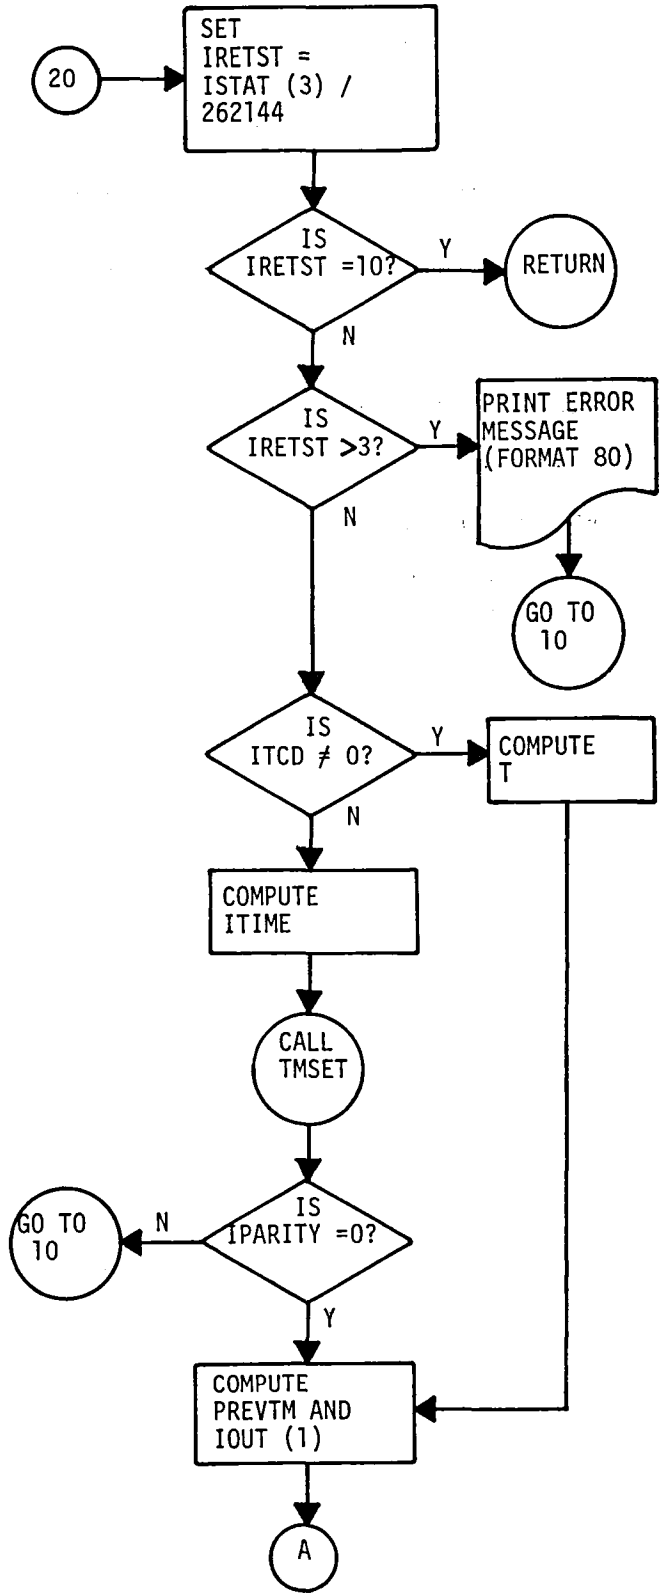 SET
IRETST =
ISTAT (3) /
262144
20
IS
IRETST =10?
Y
RETURN
N
IS
IRETST >3?
Y
PRINT ERROR
MESSAGE
(FORMAT 80)
N
GO TO
10
IS
ITCD ≠ 0?
Y
COMPUTE
T
N
COMPUTE
ITIME
CALL
TMSET
IS
IPARITY =0?
N
GO TO
10
Y
COMPUTE
PREVTM AND
IOUT (1)
A